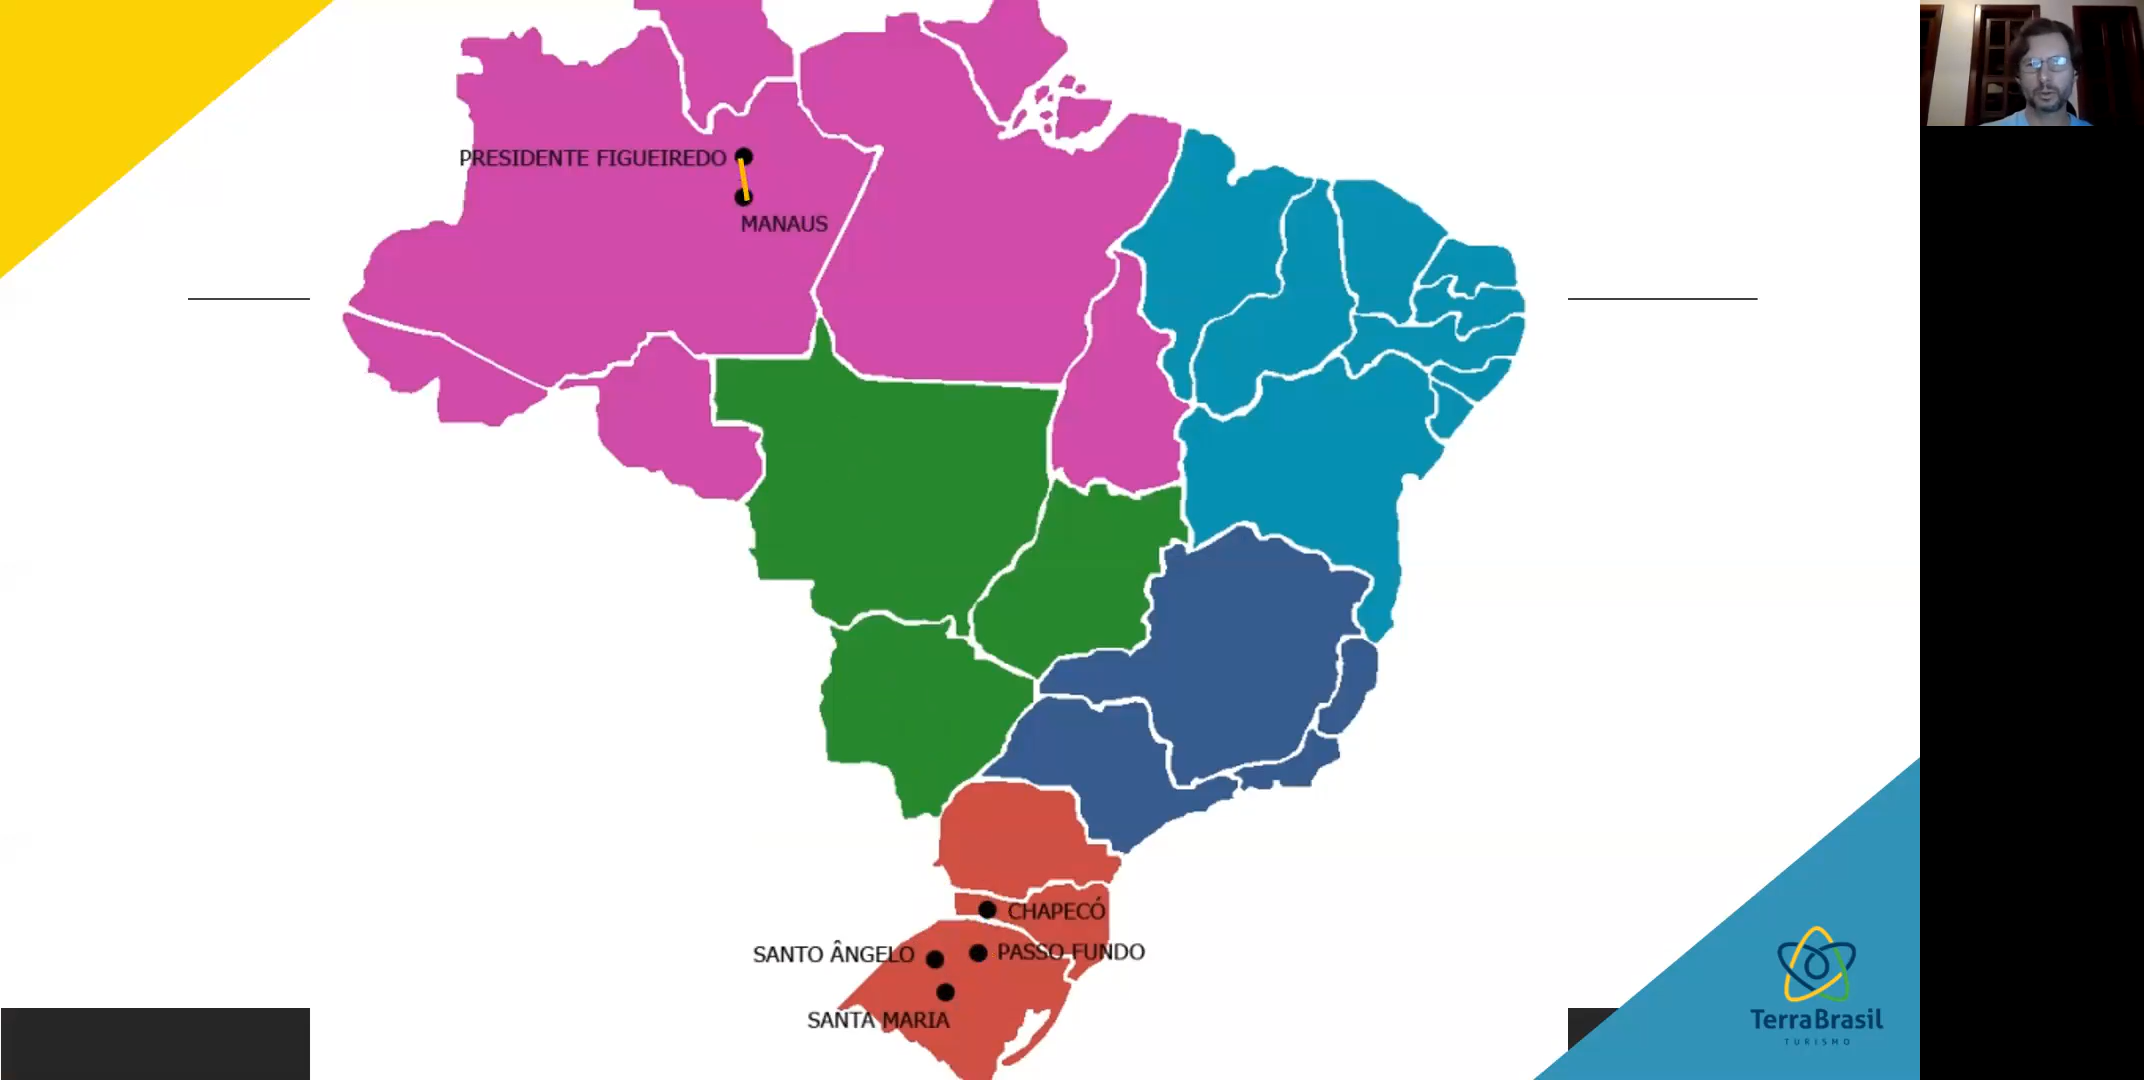 PRESIDENTE FIGUEIREDO
MANAUS
CHAPECÓ
SANTO ÂNGELO
PASSO FUNDO
SANTA MARIA
TerraBrasil
TURISMO